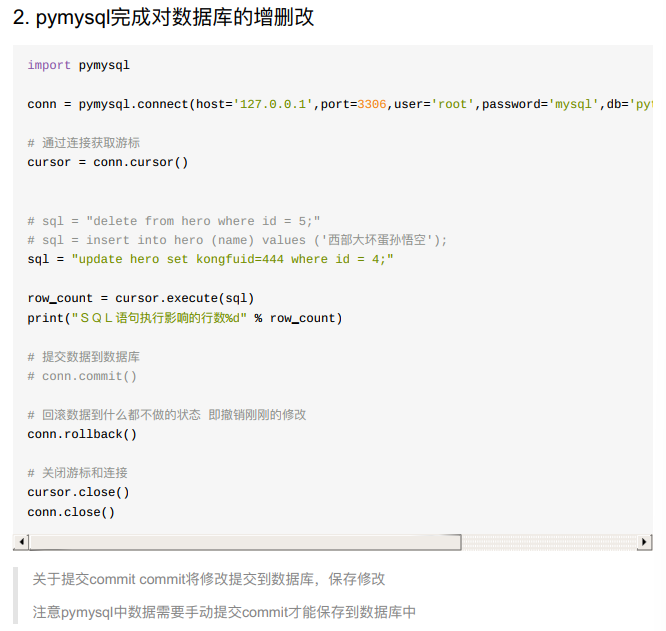 2. pymysql完成对数据库的增删改
import pymysql
conn = pymysql.connect(host='127.0.0.1',port=3306,user='root',password='mysql',db='pyt
# 通过连接获取游标
cursor = conn.cursor()
# sql = "delete from hero where id = 5;"
# sql = insert into hero (name) values ('西部大坏蛋孙悟空');
sql = "update hero set kongfuid=444 where id = 4;"
row_count = cursor.execute(sql)
print("ＳＱＬ语句执行影响的行数%d" % row_count)
# 提交数据到数据库
# conn.commit()
# 回滚数据到什么都不做的状态 即撤销刚刚的修改
conn.rollback()
# 关闭游标和连接
cursor.close()
conn.close()
关于提交commit commit将修改提交到数据库，保存修改
注意pymysql中数据需要手动提交commit才能保存到数据库中